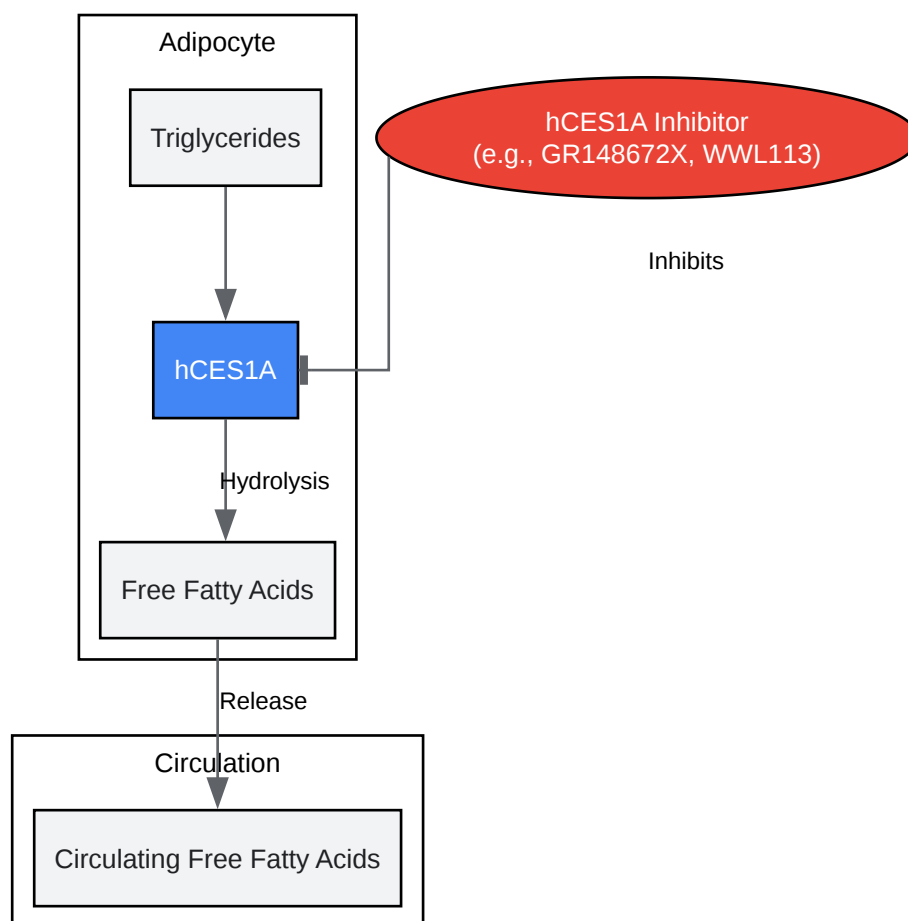 Adipocyte
Triglycerides
hCES1A Inhibitor
(e.g., GR148672X, WWL113)
Inhibits
hCES1A
Hydrolysis
Free Fatty Acids
Release
Circulation
Circulating Free Fatty Acids